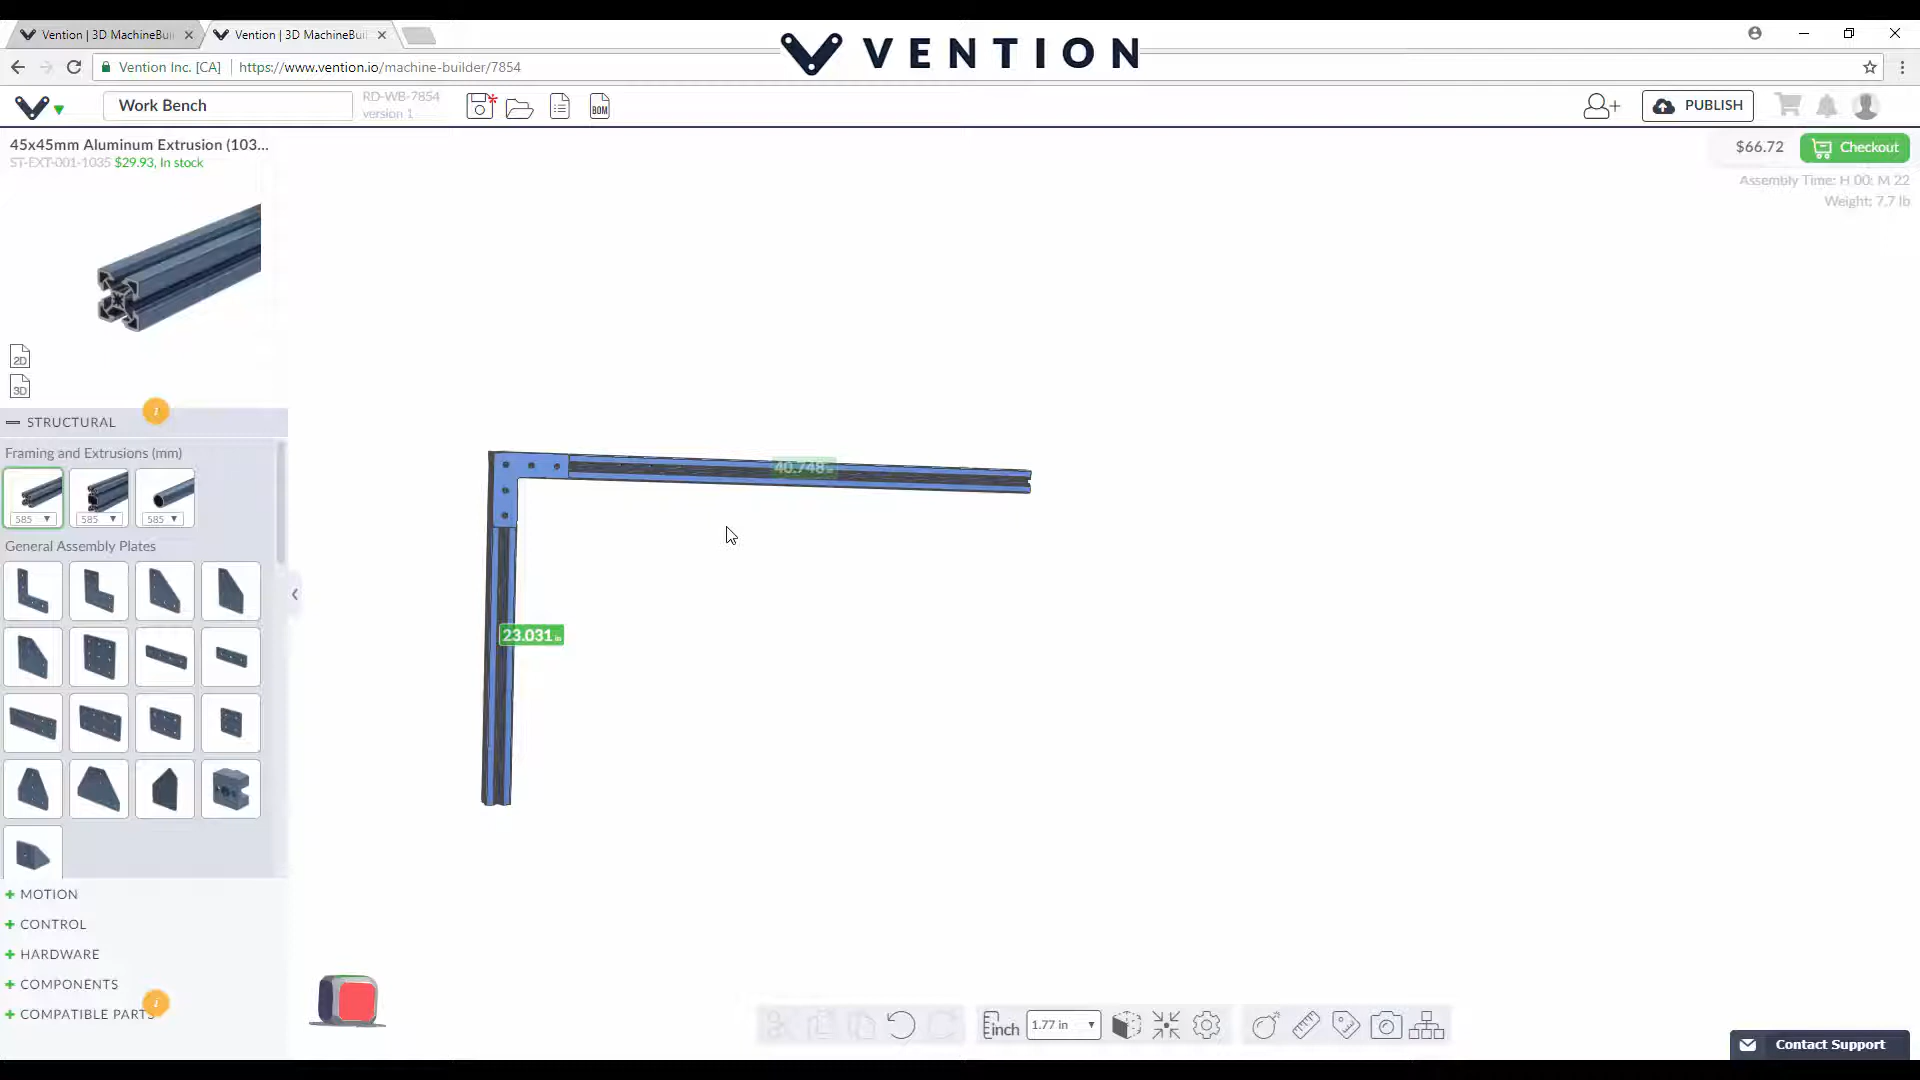 Vention | 3D MachineBui
Vention | 3D MachineBui
VENTION
Vention Inc. [CA]
https://www.vention.io/machine-builder/7854
Work Bench
RD-WB-7854
version 1
BOM
PUBLISH
45x45mm Aluminum Extrusion (103...
ST-EXT-001-1035 $29.93, In stock
$66.72
Checkout
Assembly Time: H 00: M 22
Weight: 7.7 lb
2D
3D
i
STRUCTURAL
Framing and Extrusions (mm)
585
585
585
General Assembly Plates
40.748 in
23.031 in
MOTION
CONTROL
HARDWARE
COMPONENTS
i
COMPATIBLE PARTS
inch
1.77 in
Contact Support